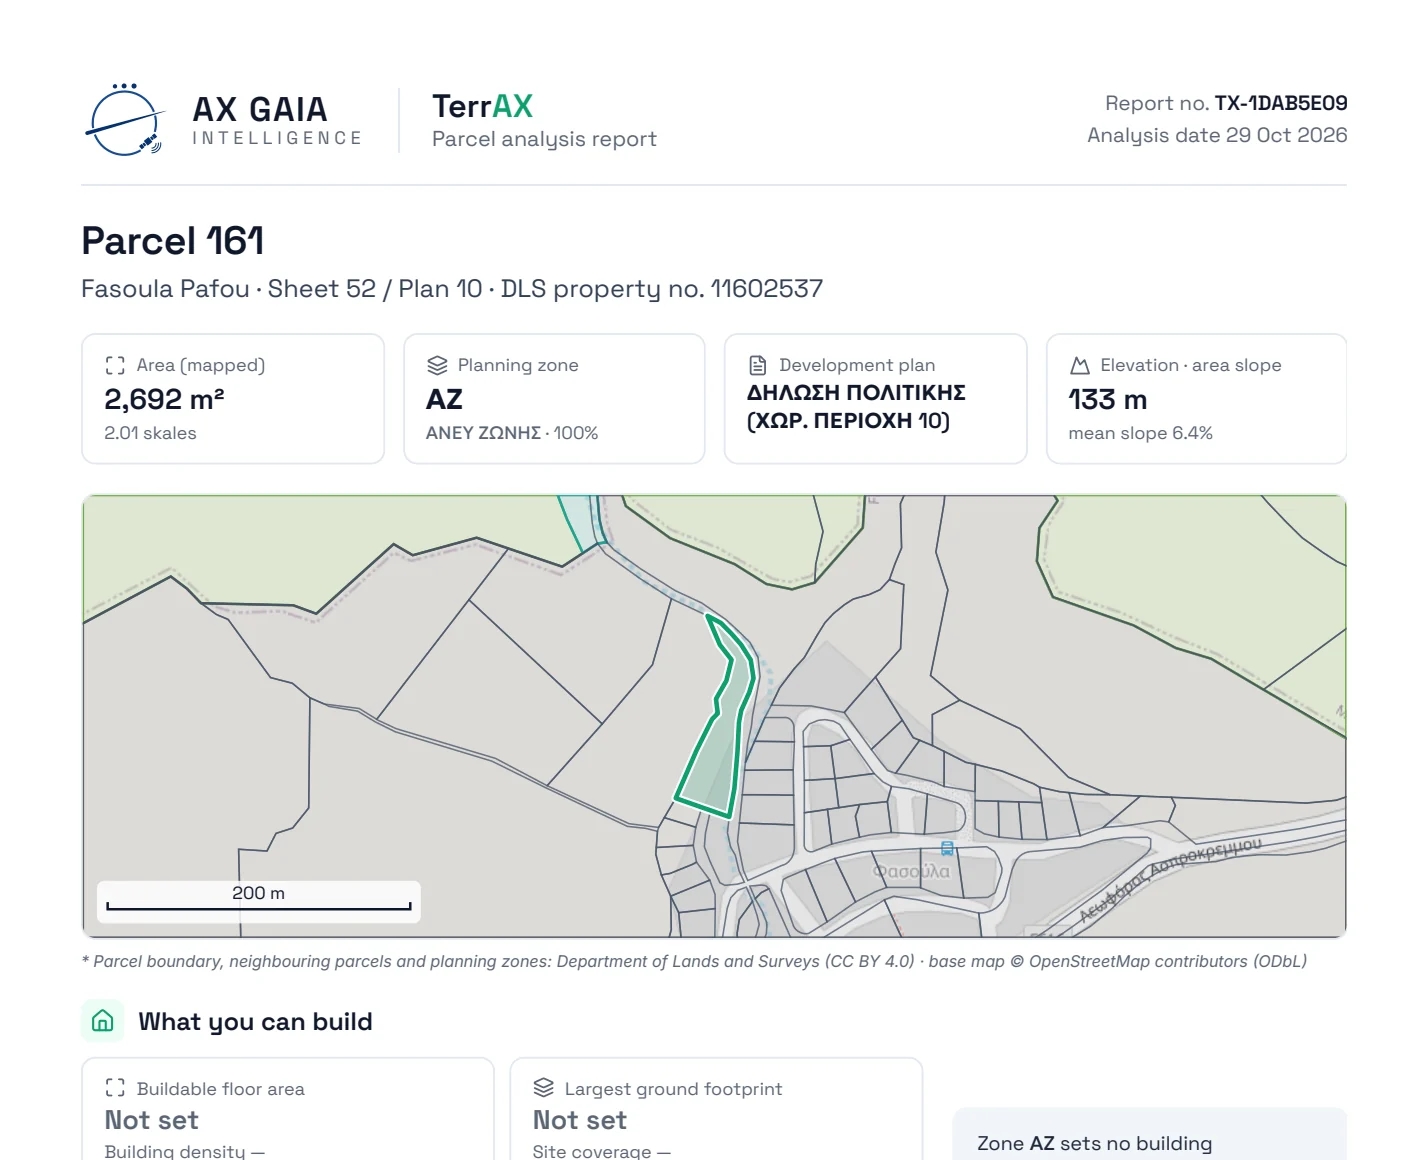 AX GAIA
INTELLIGENCE
TerrAX
Parcel analysis report
Report no. TX-1DAB5E09
Analysis date 29 Oct 2026
Parcel 161
Fasoula Pafou · Sheet 52 / Plan 10 · DLS property no. 11602537
Area (mapped)
2,692 m²
2.01 skales
Planning zone
AZ
ΑΝΕΥ ΖΩΝΗΣ · 100%
Development plan
ΔΗΛΩΣΗ ΠΟΛΙΤΙΚΗΣ
(ΧΩΡ. ΠΕΡΙΟΧΗ 10)
Elevation · area slope
133 m
mean slope 6.4%
Φασούλα
Λεωφόρος Ασπροκρεμμου
200 m
* Parcel boundary, neighbouring parcels and planning zones: Department of Lands and Surveys (CC BY 4.0) · base map © OpenStreetMap contributors (ODbL)
What you can build
Buildable floor area
Not set
Building density —
Largest ground footprint
Not set
Site coverage —
Zone AZ sets no building